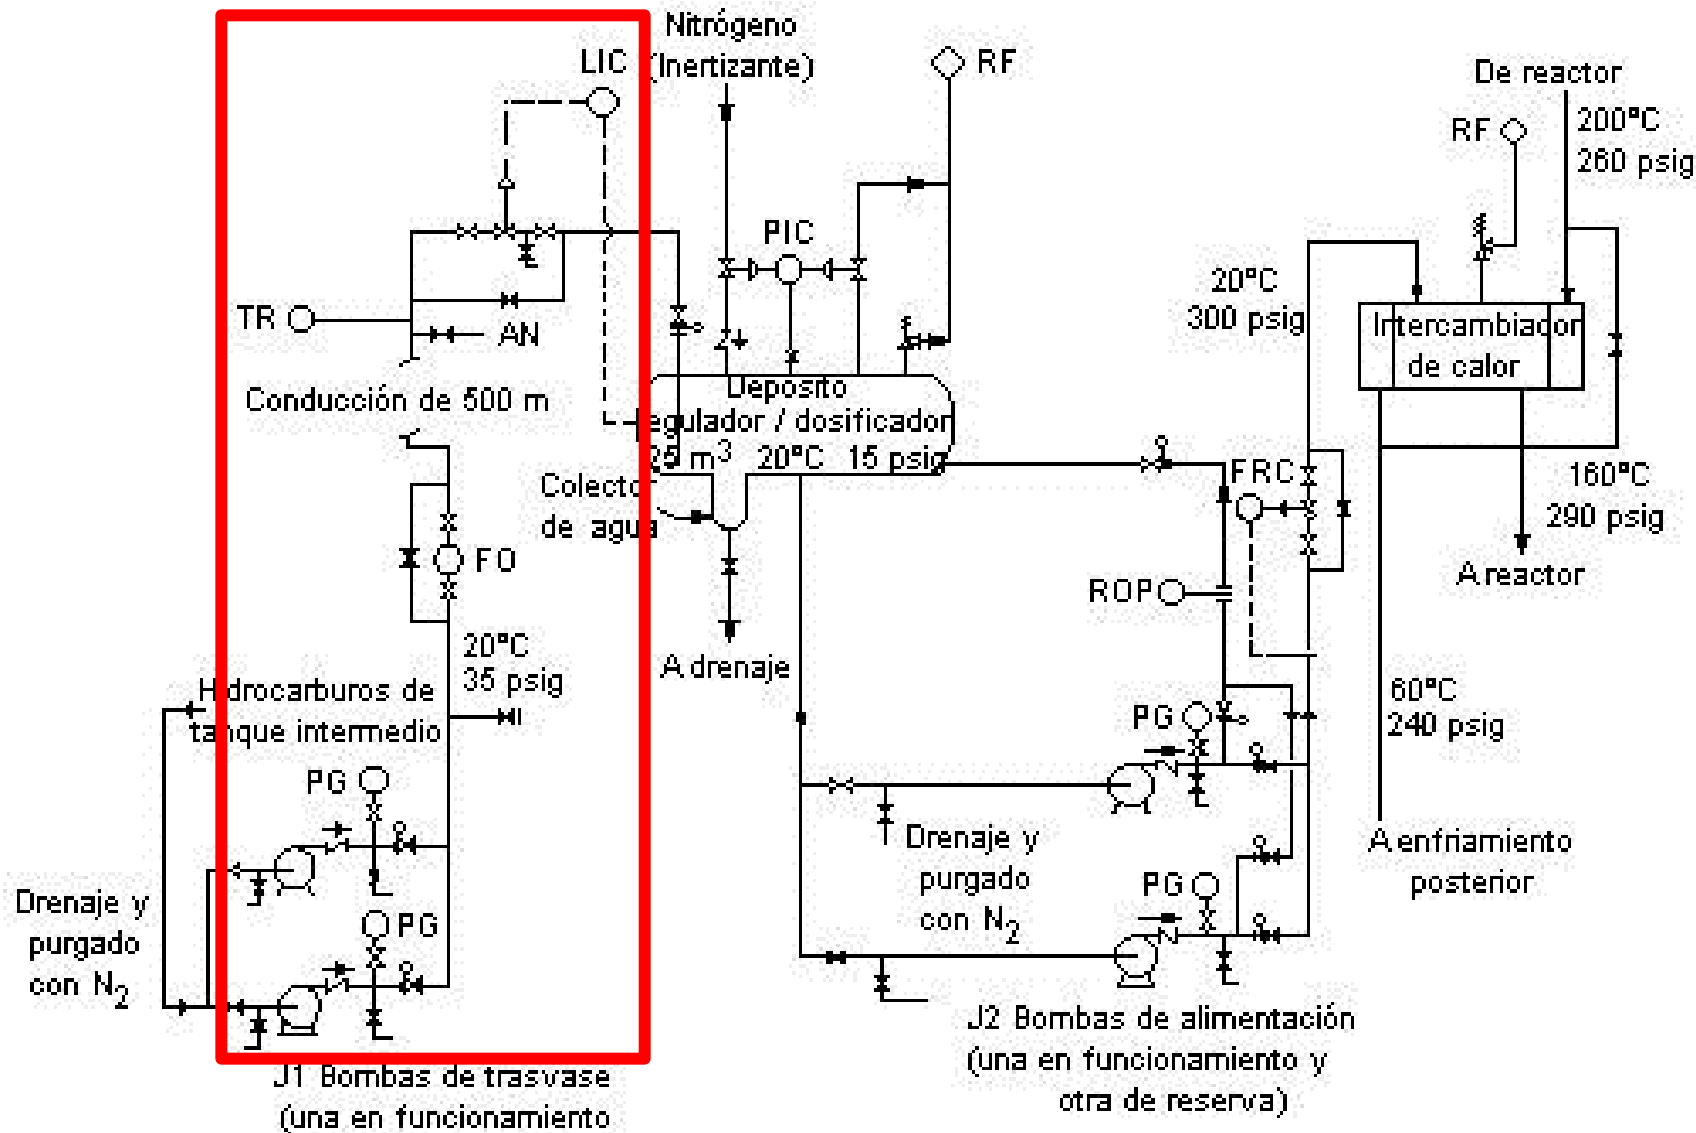 Nitrógeno
(Inertizante)
LIC
RF
De reactor
200°C
260 psig
RF
PIC
20°C
300 psig
TR
AN
Intercambiador
de calor
Conducción de 500 m
Depósito
regulador / dosificador
25 m3 20°C 15 psig
Colector
de agua
FRC
160°C
290 psig
FO
A reactor
ROP
20°C
35 psig
A drenaje
Hidrocarburos de
tanque intermedio
60°C
240 psig
PG
PG
Drenaje y
purgado
con N2
A enfriamiento
posterior
PG
Drenaje y
purgado
con N2
PG
J2 Bombas de alimentación
(una en funcionamiento y
otra de reserva)
J1 Bombas de trasvase
(una en funcionamiento